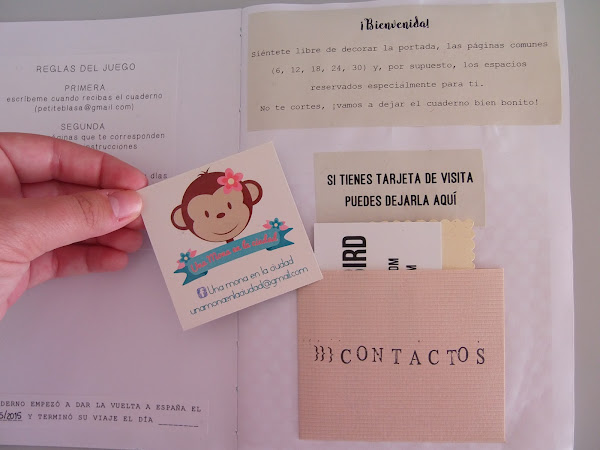 REGLAS DEL JUEGO
PRIMERA
escríbeme cuando recibas el cuaderno
(petiteblasa@gmail.com)
SEGUNDA
que te corresponden
días
DERNO EMPEZÓ A DAR LA VUELTA A ESPAÑA EL
5/2015 Y TERMINÓ SU VIAJE EL DÍA
¡Bienvenida!
Siéntete libre de decorar la portada, las páginas comunes
(6, 12, 18, 24, 30) y, por supuesto, los espacios
reservados especialmente para ti.
No te cortes, ¡vamos a dejar el cuaderno bien bonito!
SI TIENES TARJETA DE VISITA
PUEDES DEJARLA AQUÍ
Una Mona en la ciudad
f Una mona en la ciudad
unamonaenlaciudad@gmail.com
BIRD
}}} CONTACTOS